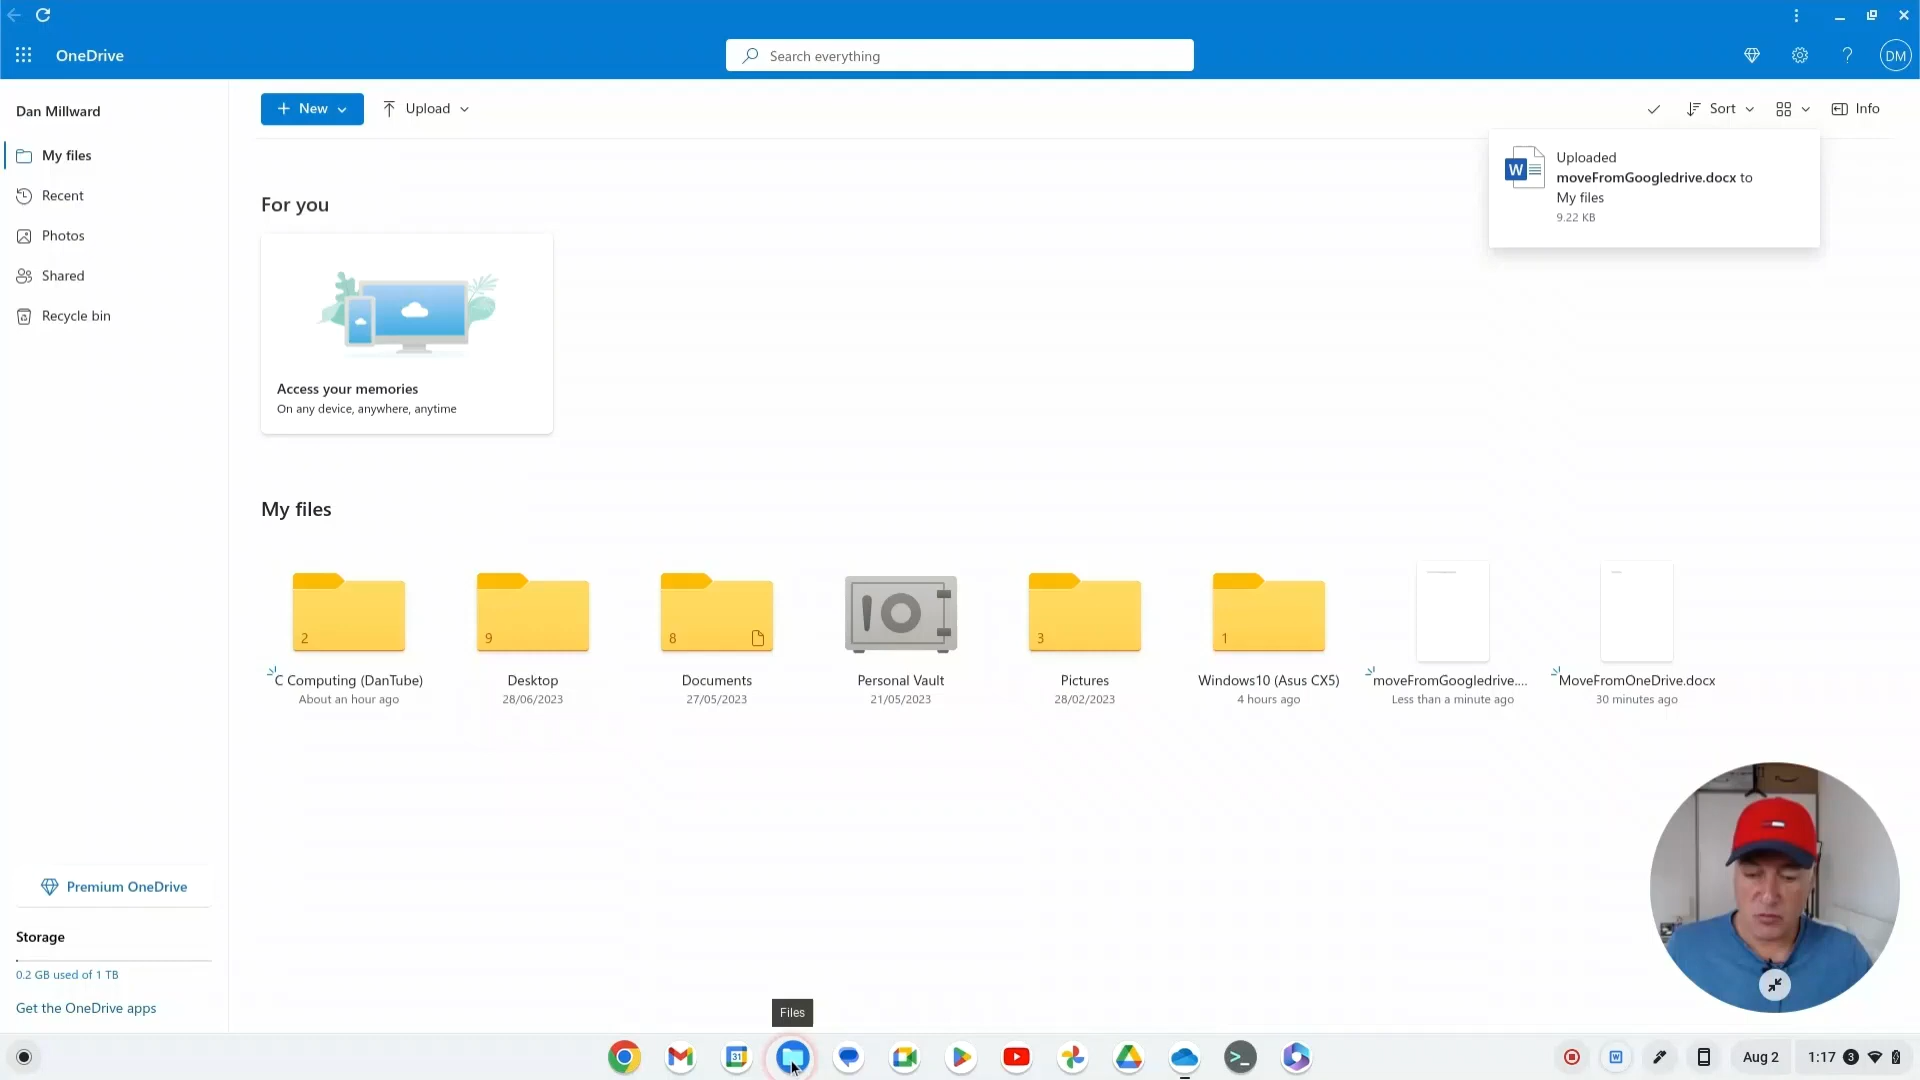 OneDrive
Search everything
DM
Dan Millward
New
Upload
Sort
Info
My files
Recent
Photos
Shared
Recycle bin
Uploaded
moveFromGoogledrive.docx to
My files
9.22 KB
For you
Access your memories
On any device, anywhere, anytime
My files
2
9
8
3
1
C Computing (DanTube)
Desktop
Documents
Personal Vault
Pictures
Windows10 (Asus CX5)
moveFromGoogledrive....
MoveFromOneDrive.docx
About an hour ago
28/06/2023
27/05/2023
21/05/2023
28/02/2023
4 hours ago
Less than a minute ago
30 minutes ago
Premium OneDrive
Storage
0.2 GB used of 1 TB
Get the OneDrive apps
Files
31
Aug 2
1:17
3